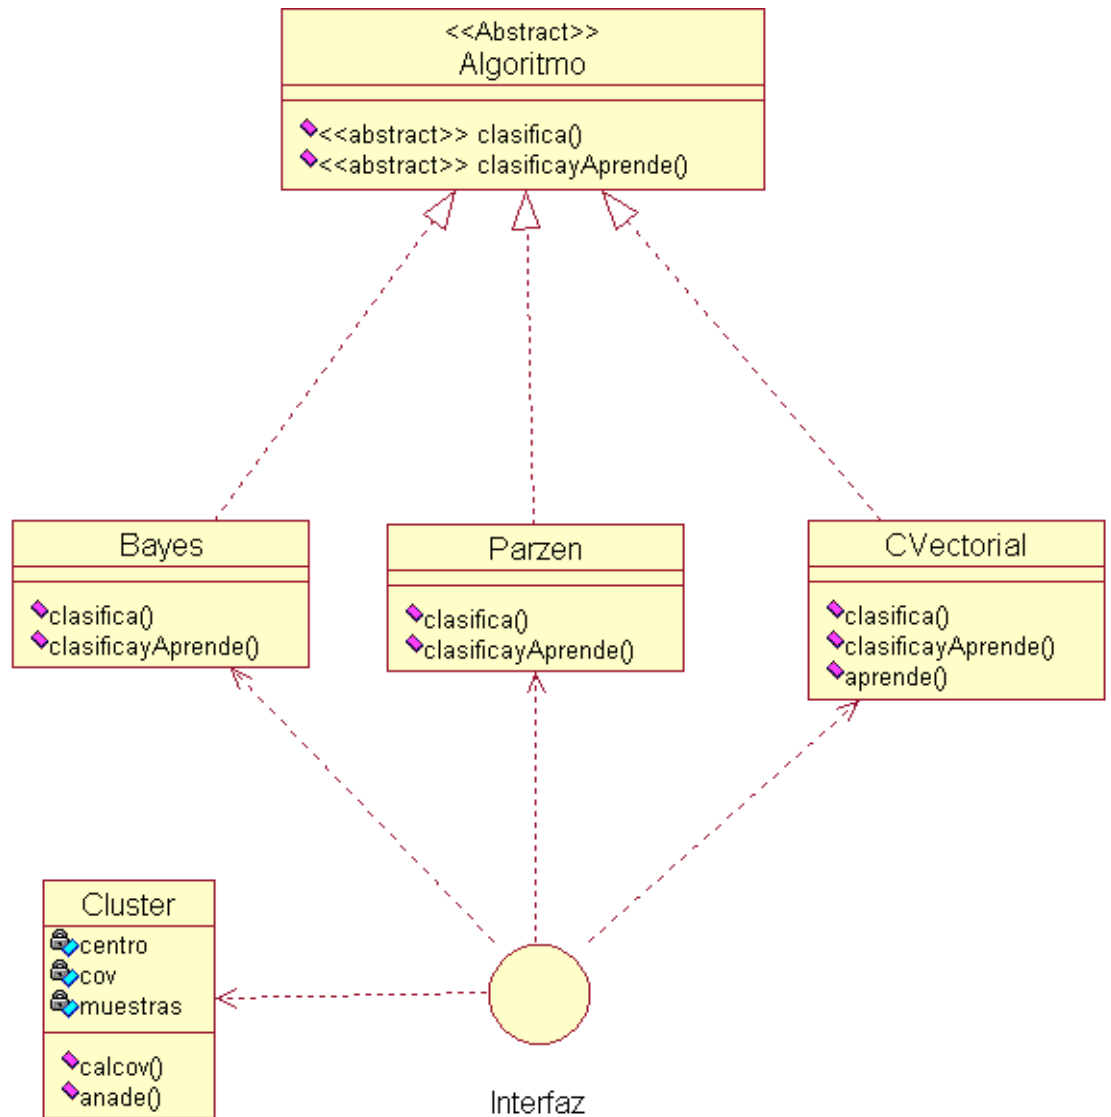 <<Abstract>>
Algoritmo
<<abstract>> clasifica()
<<abstract>> clasificayAprende()
Bayes
clasifica()
clasificayAprende()
Parzen
clasifica()
clasificayAprende()
CVectorial
clasifica()
clasificayAprende()
aprende()
Cluster
centro
cov
muestras
calcov()
anade()
Interfaz